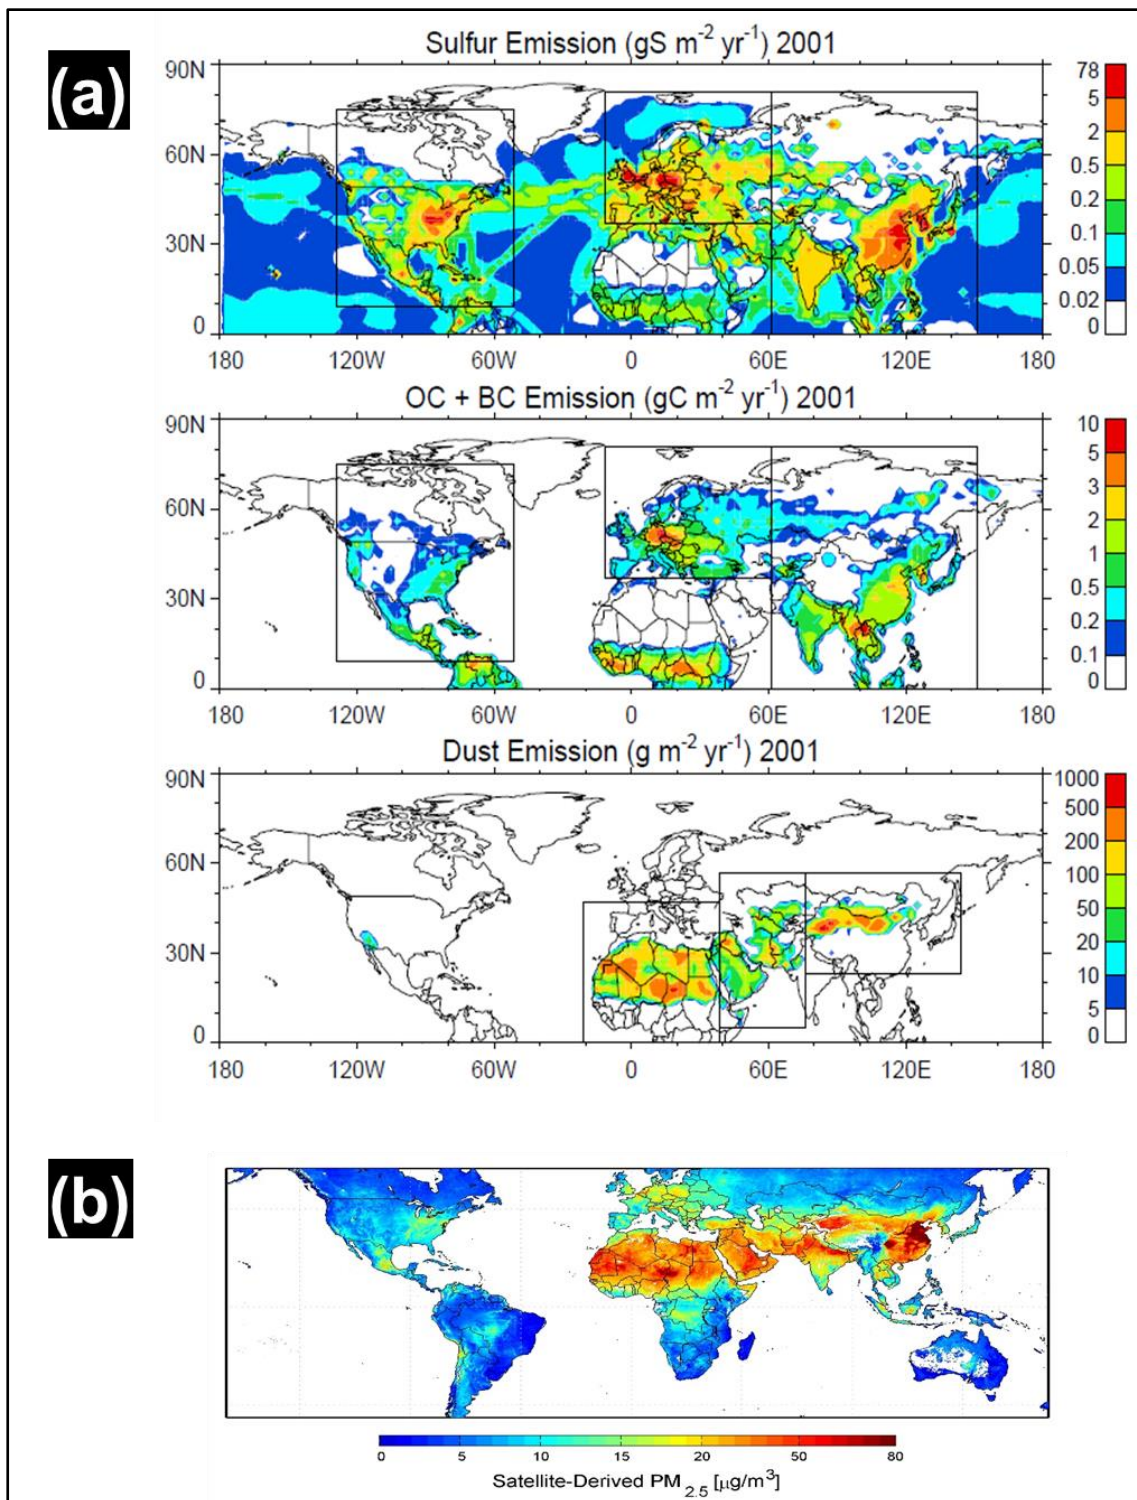 (a)
Sulfur Emission (gS m⁻² yr⁻¹) 2001
90N
60N
30N
0
180 120W 60W 0 60E 120E 180
78
5
2
0.5
0.2
0.1
0.05
0.02
0
OC + BC Emission (gC m⁻² yr⁻¹) 2001
90N
60N
30N
0
180 120W 60W 0 60E 120E 180
10
5
3
2
1
0.5
0.2
0.1
0
Dust Emission (g m⁻² yr⁻¹) 2001
90N
60N
30N
0
180 120W 60W 0 60E 120E 180
1000
500
200
100
50
20
10
5
0
(b)
0 5 10 15 20 50 80
Satellite-Derived PM₂.₅ [μg/m³]